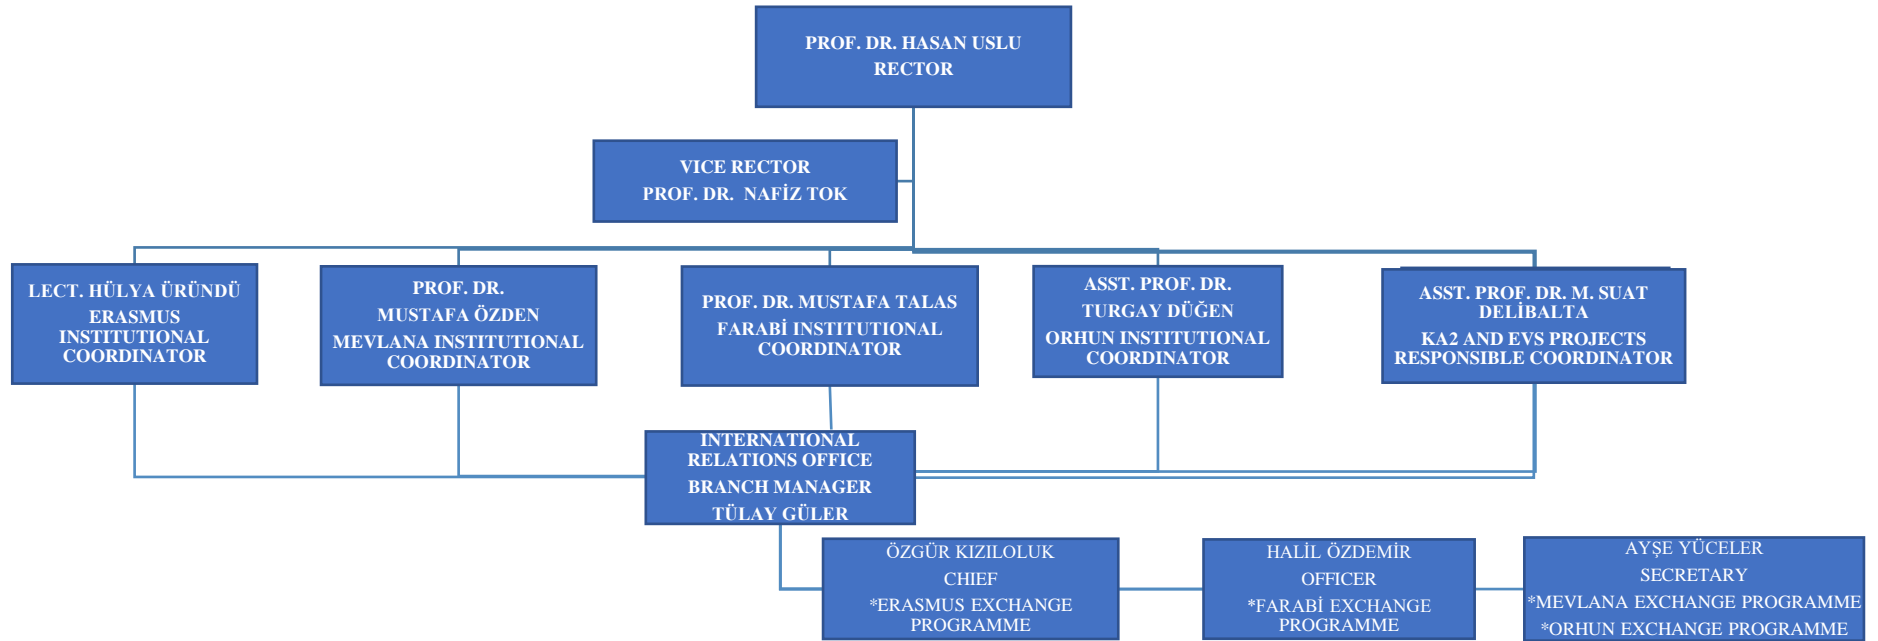 PROF. DR. HASAN USLU
RECTOR
VICE RECTOR
PROF. DR. NAFİZ TOK
LECT. HÜLYA ÜRÜNDÜ
ERASMUS
INSTITUTIONAL
COORDINATOR
PROF. DR.
MUSTAFA ÖZDEN
MEVLANA INSTITUTIONAL
COORDINATOR
PROF. DR. MUSTAFA TALAS
FARABİ INSTITUTIONAL
COORDINATOR
ASST. PROF. DR.
TURGAY DÜĞEN
ORHUN INSTITUTIONAL
COORDINATOR
ASST. PROF. DR. M. SUAT
DELİBALTA
KA2 AND EVS PROJECTS
RESPONSIBLE COORDINATOR
INTERNATIONAL
RELATIONS OFFICE
BRANCH MANAGER
TÜLAY GÜLER
ÖZGÜR KIZILOLUK
CHIEF
*ERASMUS EXCHANGE
PROGRAMME
HALİL ÖZDEMİR
OFFICER
*FARABİ EXCHANGE
PROGRAMME
AYŞE YÜCELER
SECRETARY
*MEVLANA EXCHANGE PROGRAMME
*ORHUN EXCHANGE PROGRAMME